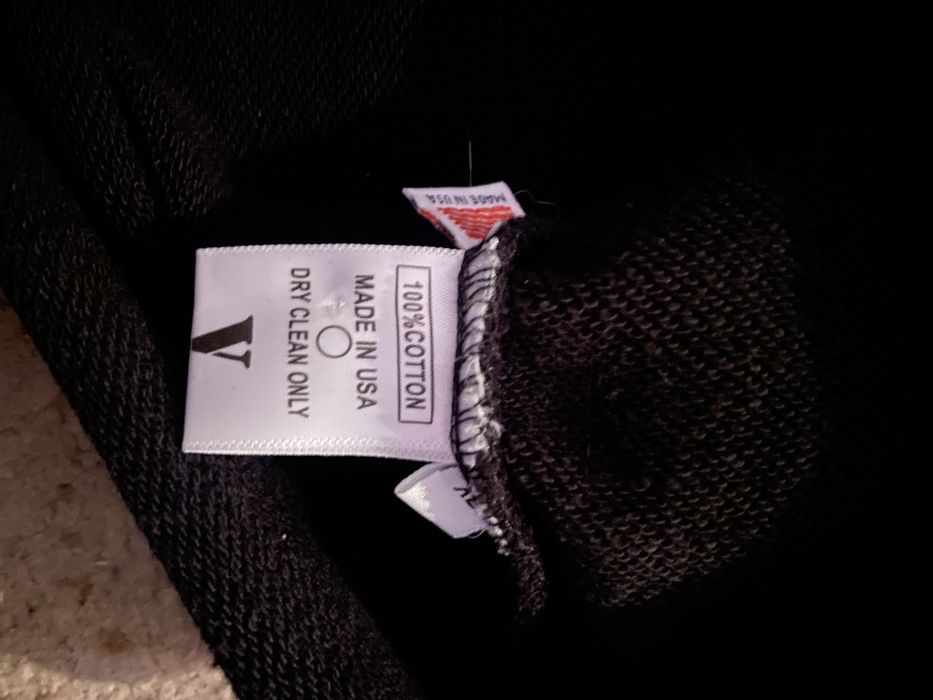 100%COTTON
MADE IN USA
DRY CLEAN ONLY
V
MADE IN USA